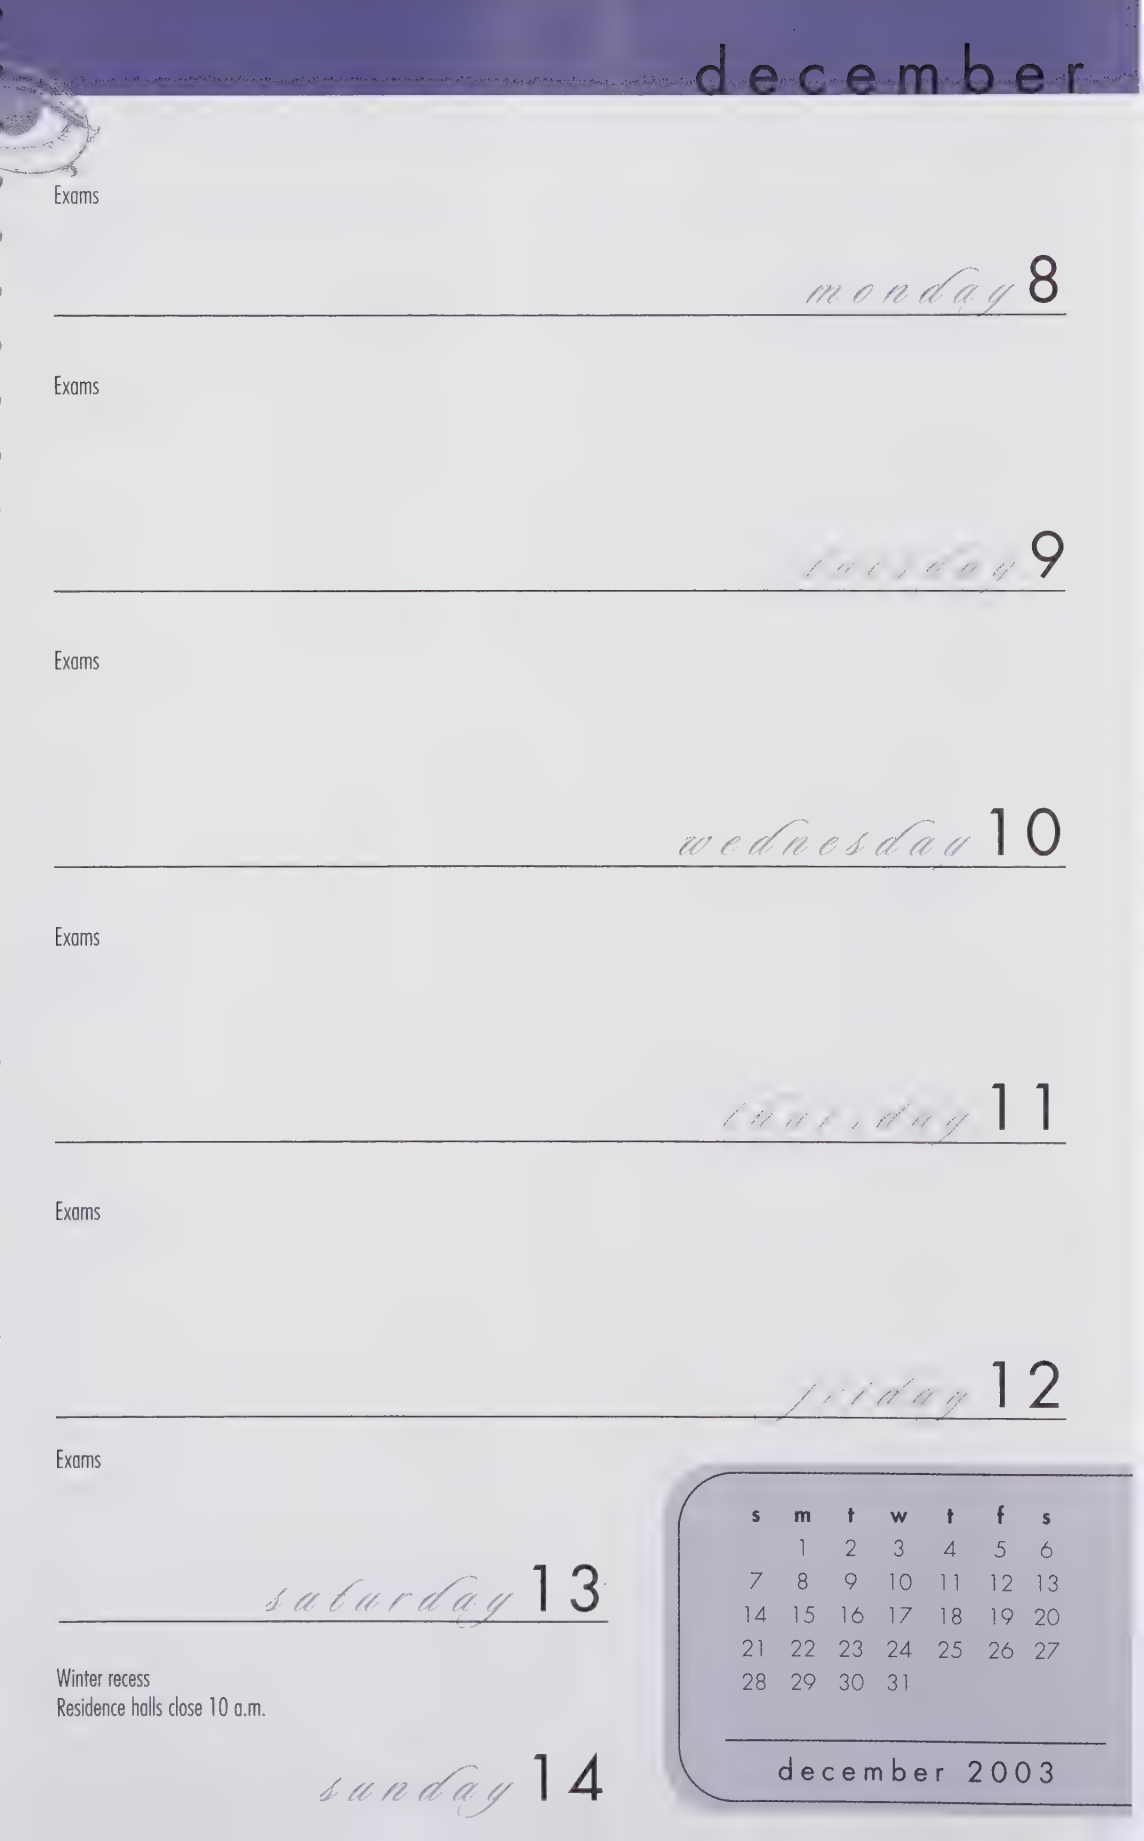 december
Exams
monday 8
Exams
tuesday 9
Exams
wednesday 10
Exams
thursday 11
Exams
friday 12
Exams
saturday 13
Winter recess
Residence halls close 10 a.m.
sunday 14
s m t w t f s
1 2 3 4 5 6
7 8 9 10 11 12 13
14 15 16 17 18 19 20
21 22 23 24 25 26 27
28 29 30 31
december 2003